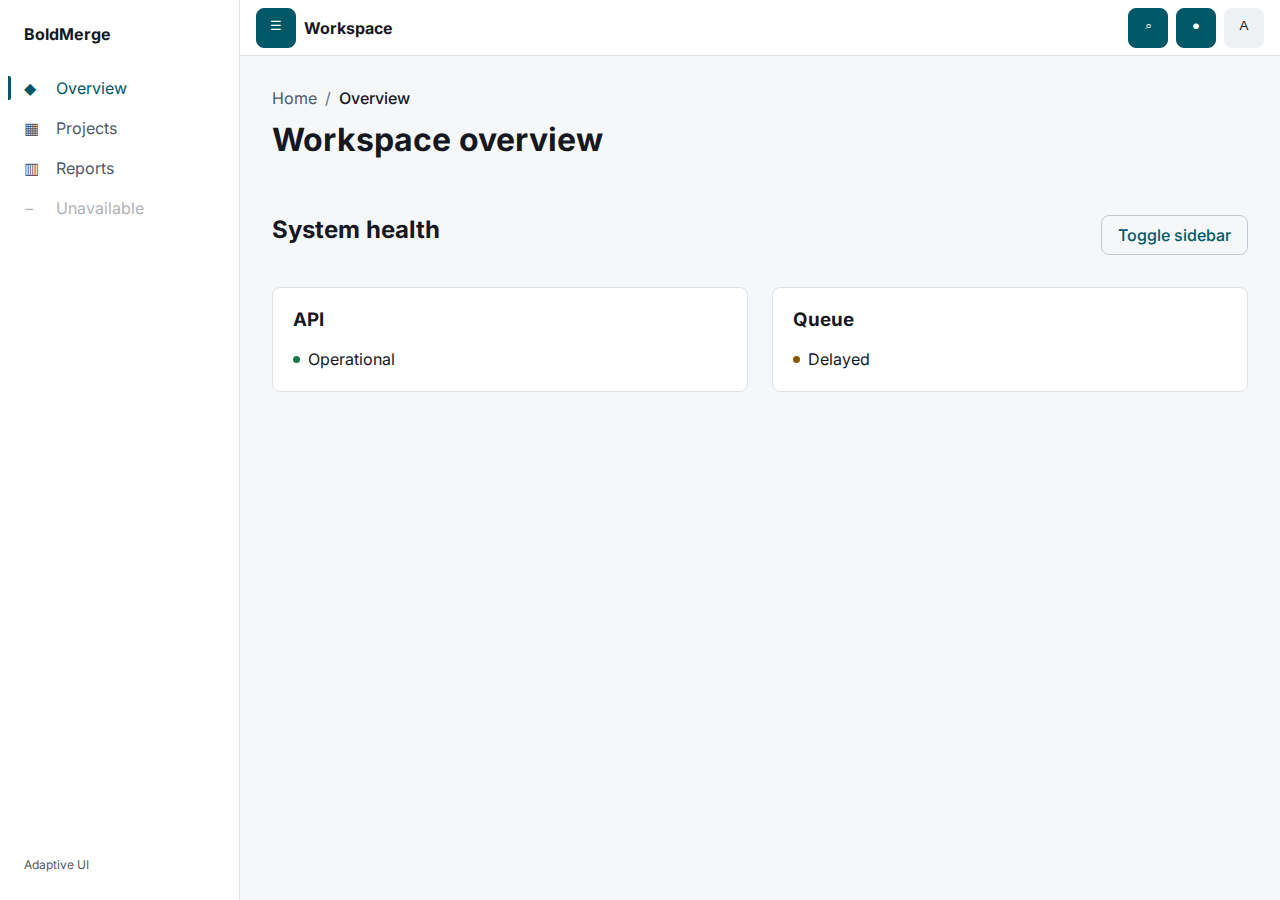 BoldMerge
☰ Workspace
A
◆ Overview
▦ Projects
▥ Reports
– Unavailable
Home / Overview
Workspace overview
System health
Toggle sidebar
API
Operational
Queue
Delayed
Adaptive UI